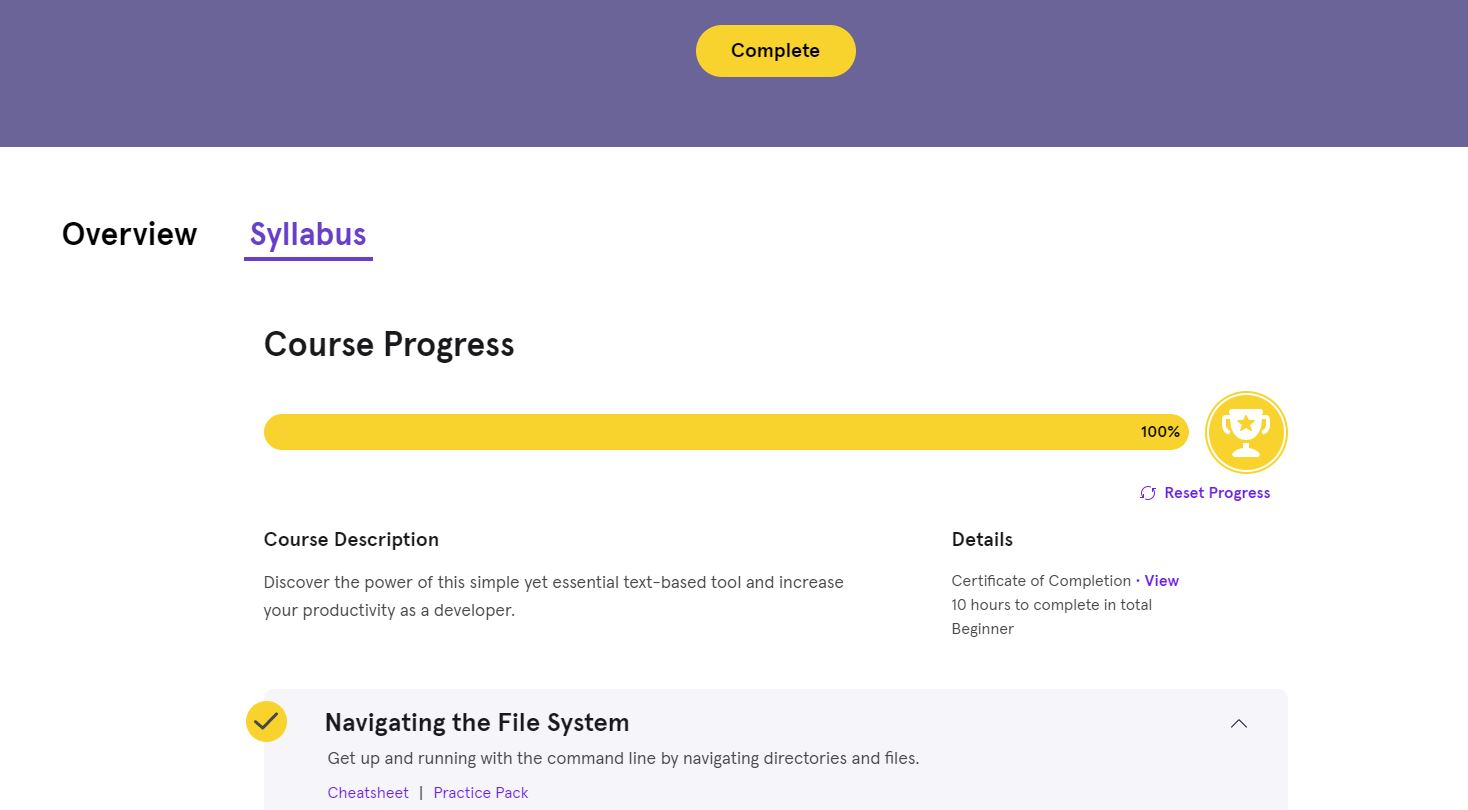 Complete
Overview
Syllabus
Course Progress
100%
Reset Progress
Course Description
Discover the power of this simple yet essential text-based tool and increase
your productivity as a developer.
Details
Certificate of Completion · View
10 hours to complete in total
Beginner
Navigating the File System
Get up and running with the command line by navigating directories and files.
Cheatsheet | Practice Pack